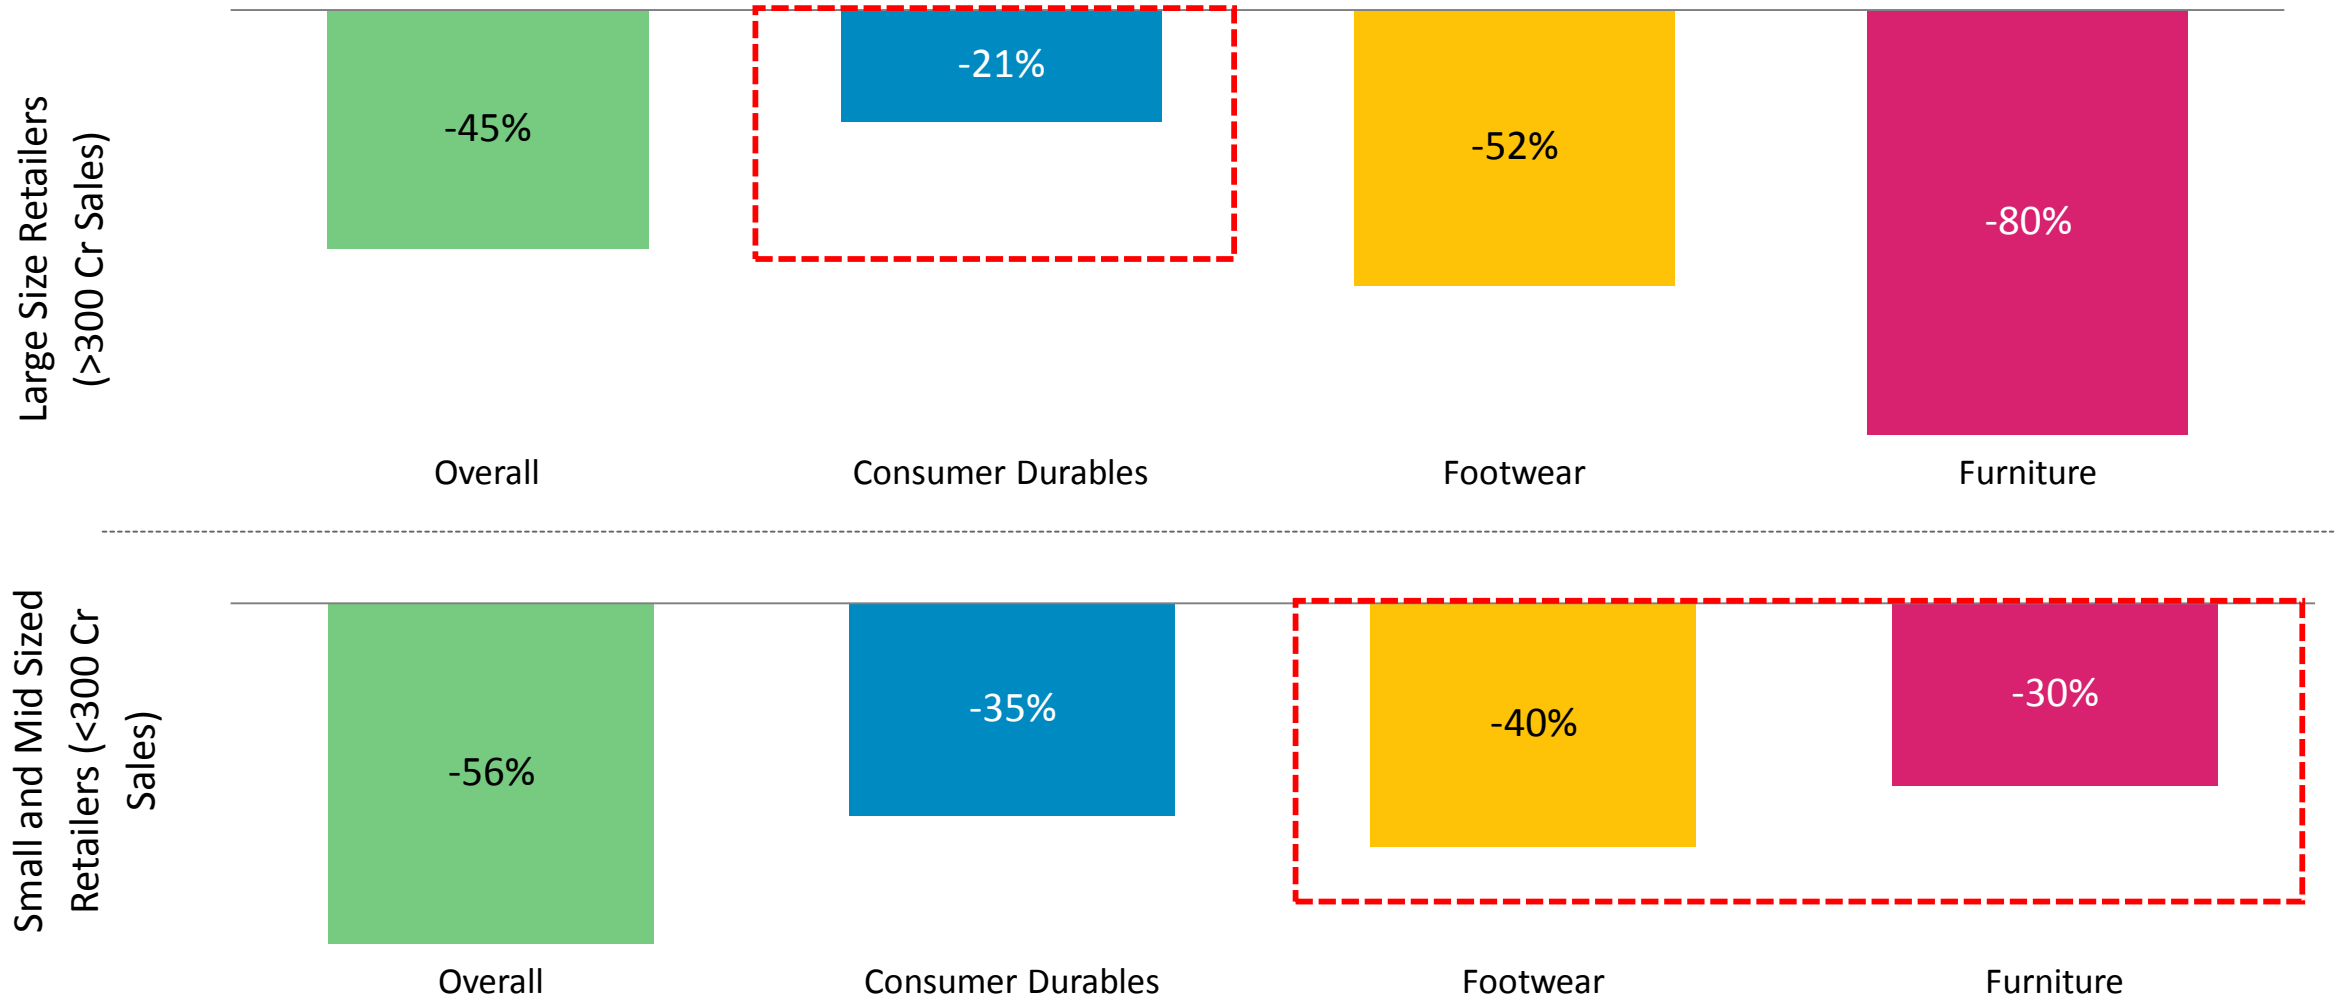 Large Size Retailers
(>300 Cr Sales)
-45%
-21%
-52%
-80%
Overall
Consumer Durables
Footwear
Furniture
Small and Mid Sized
Retailers (<300 Cr
Sales)
-56%
-35%
-40%
-30%
Overall
Consumer Durables
Footwear
Furniture